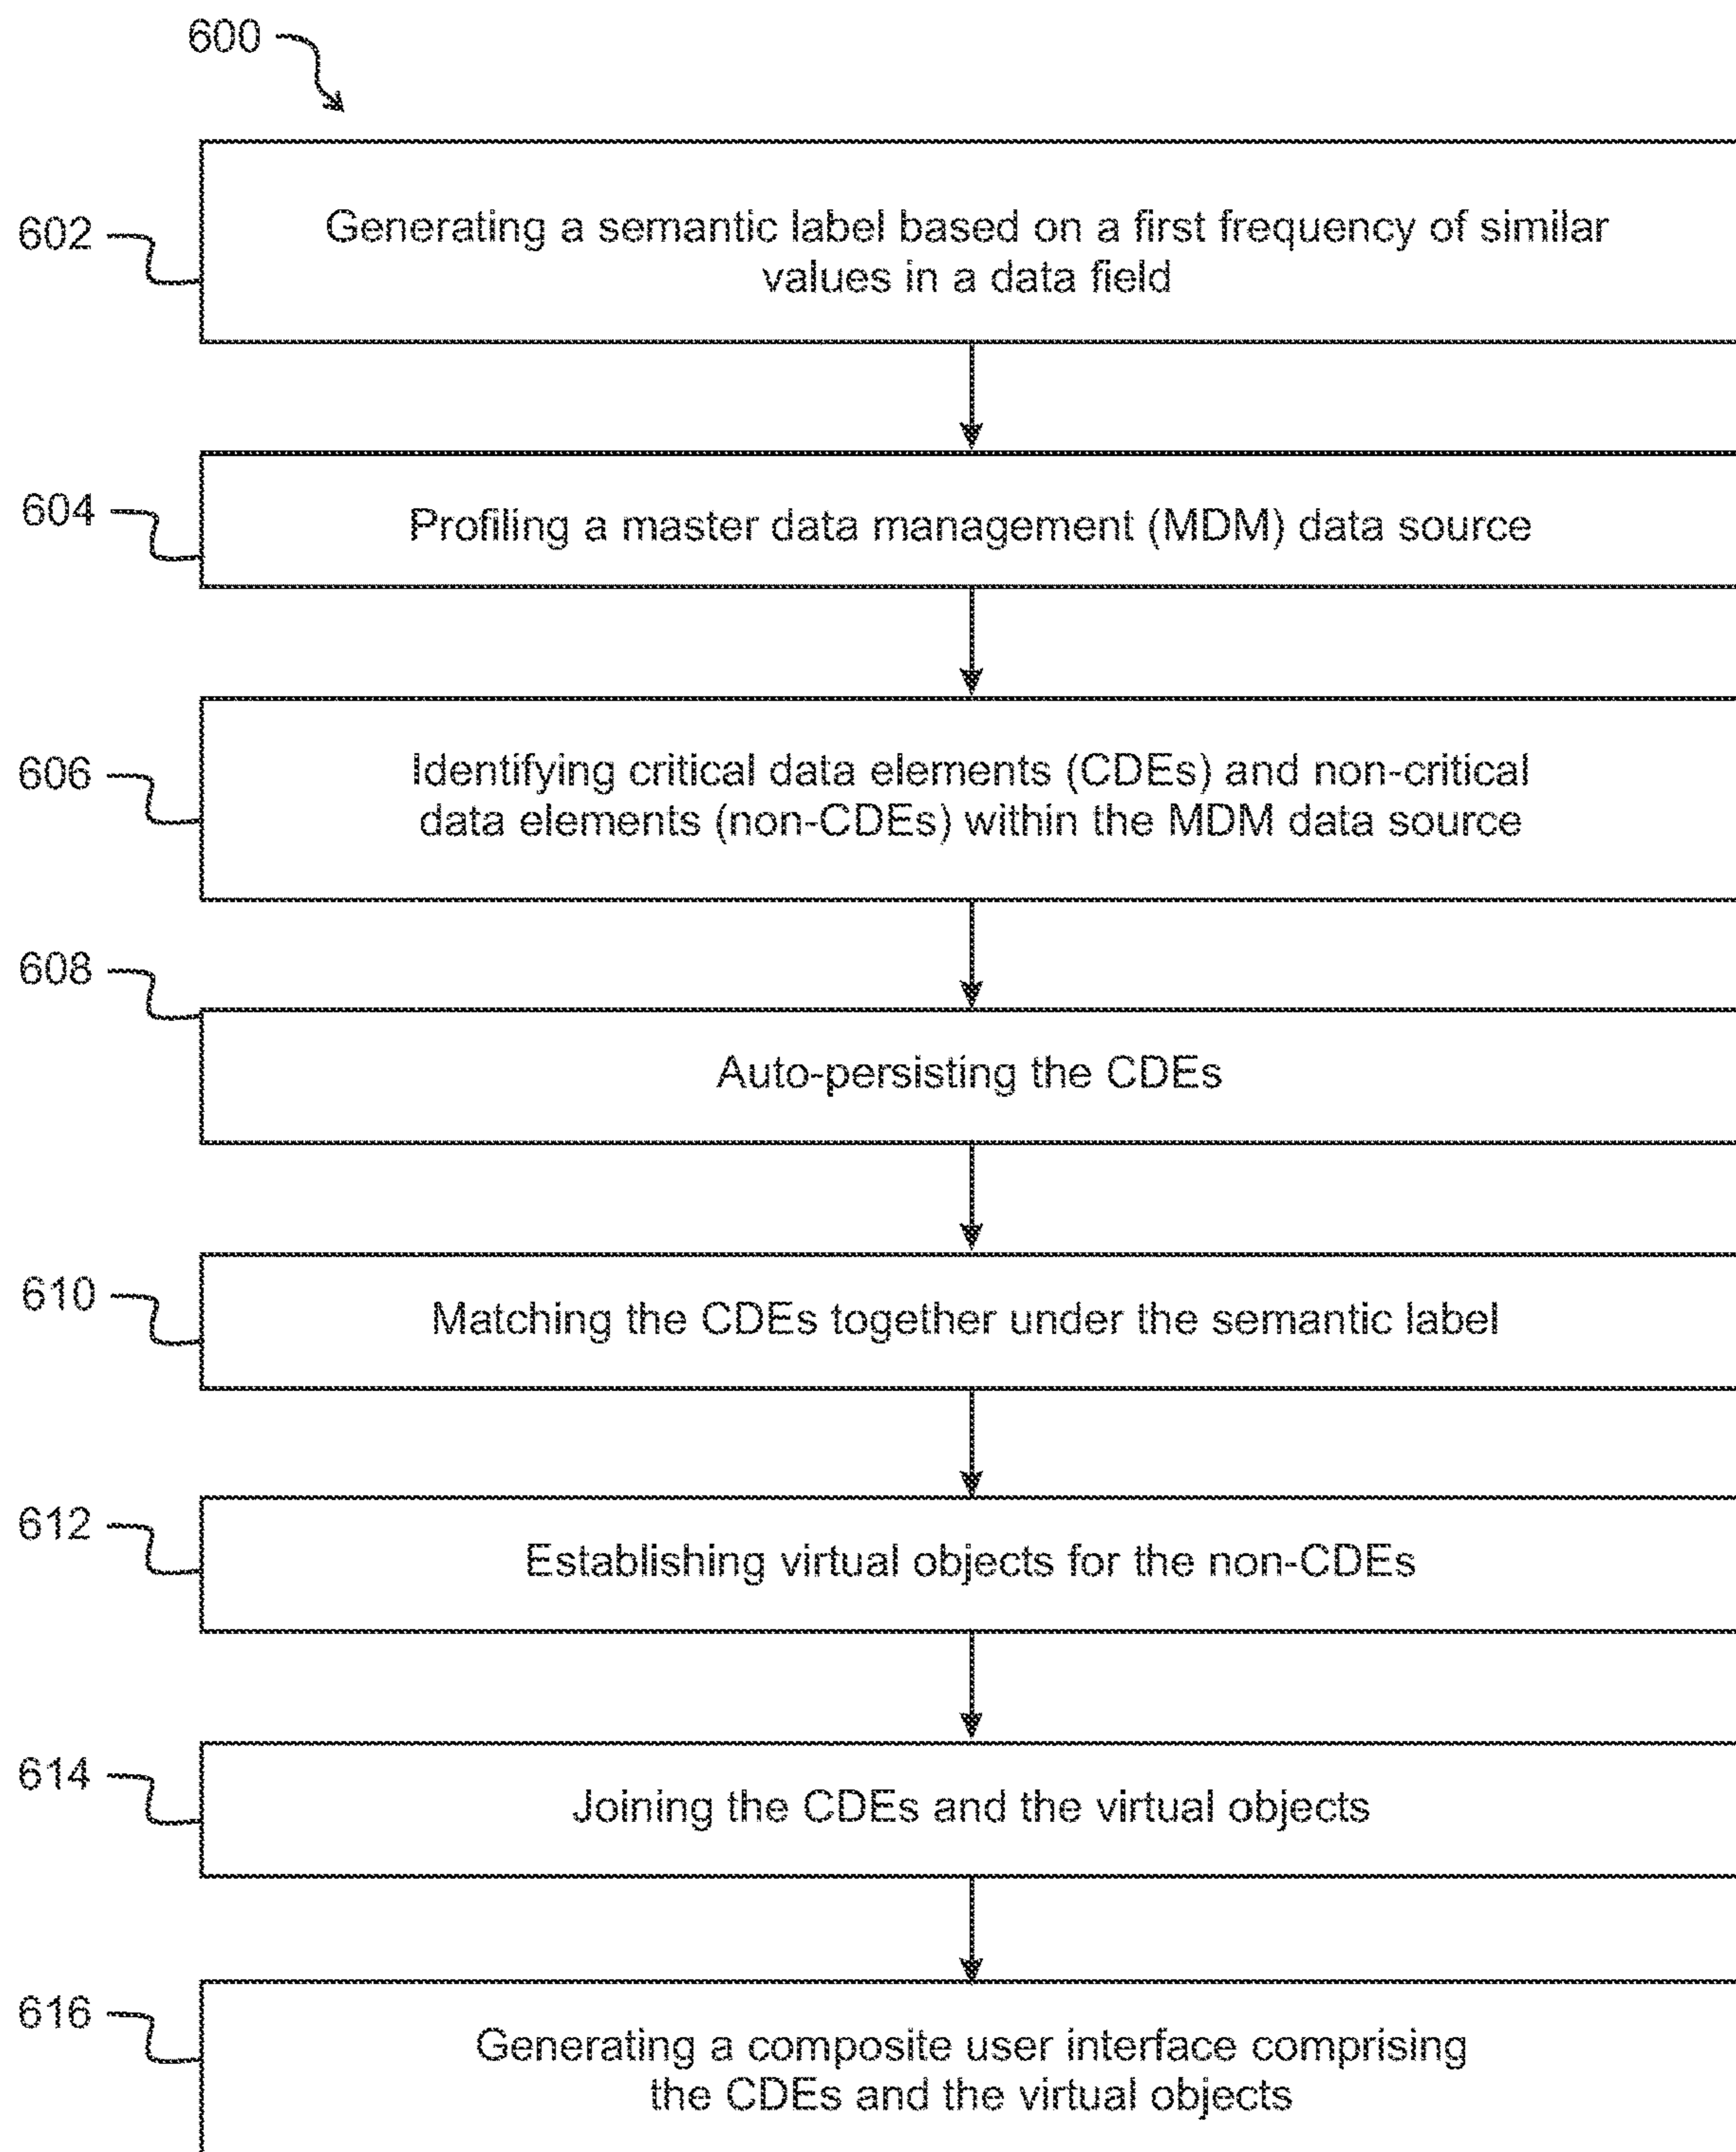 600
602
Generating a semantic label based on a first frequency of similar
values in a data field
604
Profiling a master data management (MDM) data source
606
Identifying critical data elements (CDEs) and non-critical
data elements (non-CDEs) within the MDM data source
608
Auto-persisting the CDEs
610
Matching the CDEs together under the semantic label
612
Establishing virtual objects for the non-CDEs
614
Joining the CDEs and the virtual objects
616
Generating a composite user interface comprising
the CDEs and the virtual objects